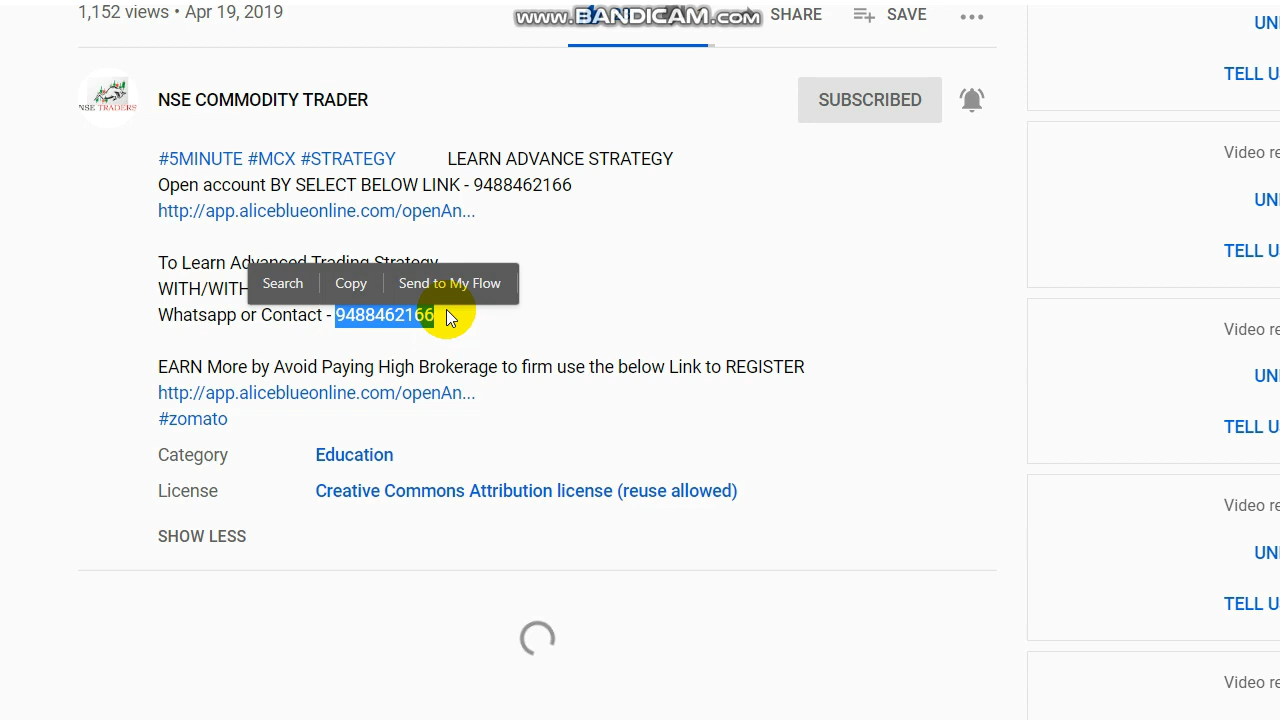 1,152 views • Apr 19, 2019
www.BANDICAM.com
SHARE
SAVE
NSE TRADERS
NSE COMMODITY TRADER
SUBSCRIBED
#5MINUTE #MCX #STRATEGY LEARN ADVANCE STRATEGY
Open account BY SELECT BELOW LINK - 9488462166
http://app.aliceblueonline.com/openAn...
To Learn Advanced Trading Strategy
WITH/WITH
Search Copy Send to My Flow
Whatsapp or Contact - 9488462166
EARN More by Avoid Paying High Brokerage to firm use the below Link to REGISTER
http://app.aliceblueonline.com/openAn...
#zomato
Category Education
License Creative Commons Attribution license (reuse allowed)
SHOW LESS
UN
TELL U
Video re
UN
TELL U
Video re
UN
TELL U
Video re
UN
TELL U
Video re